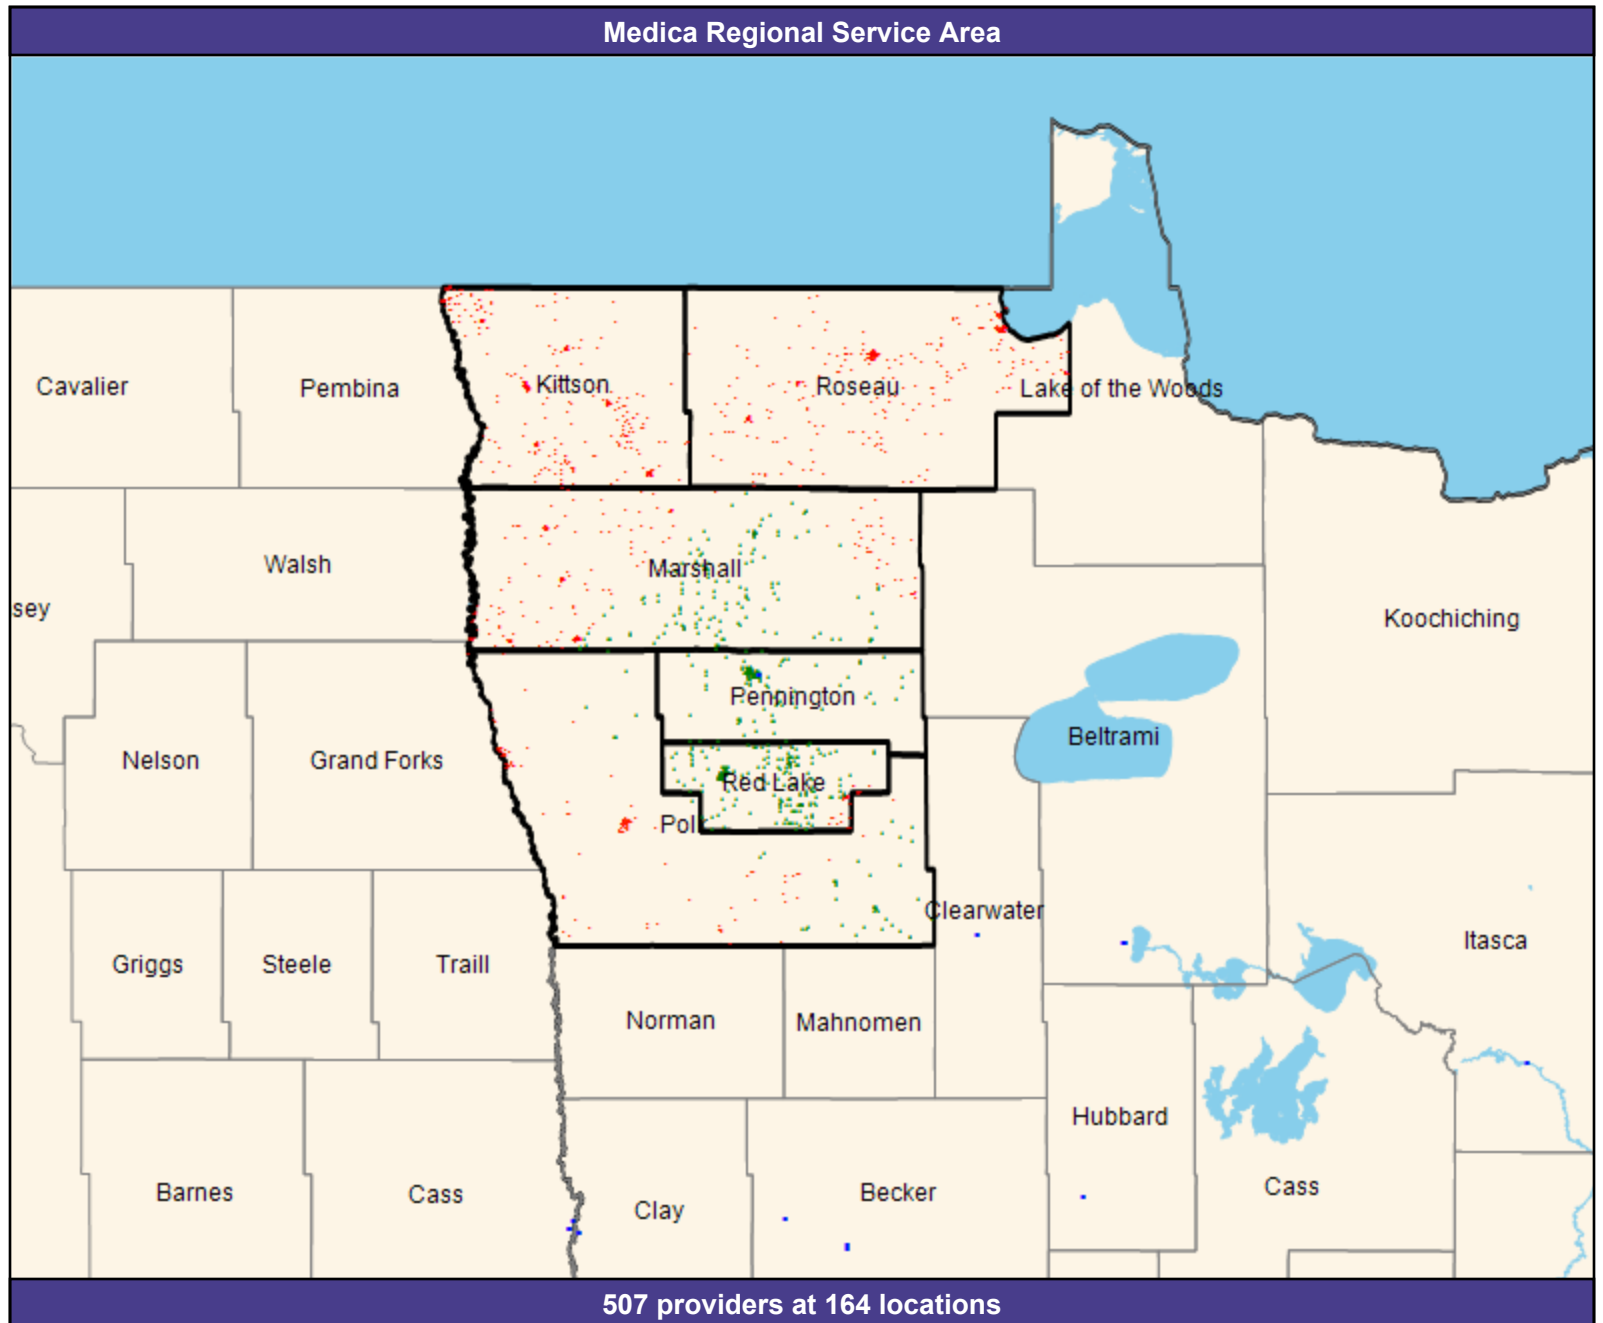 Medica Regional Service Area
Cavalier
Pembina
Kittson
Roseau
Lake of the Woods
Walsh
Marshall
sey
Koochiching
Pennington
Nelson
Grand Forks
Beltrami
Red Lake
Pol
Clearwater
Griggs
Steele
Traill
Itasca
Norman
Mahnomen
Hubbard
Barnes
Cass
Clay
Becker
Cass
507 providers at 164 locations